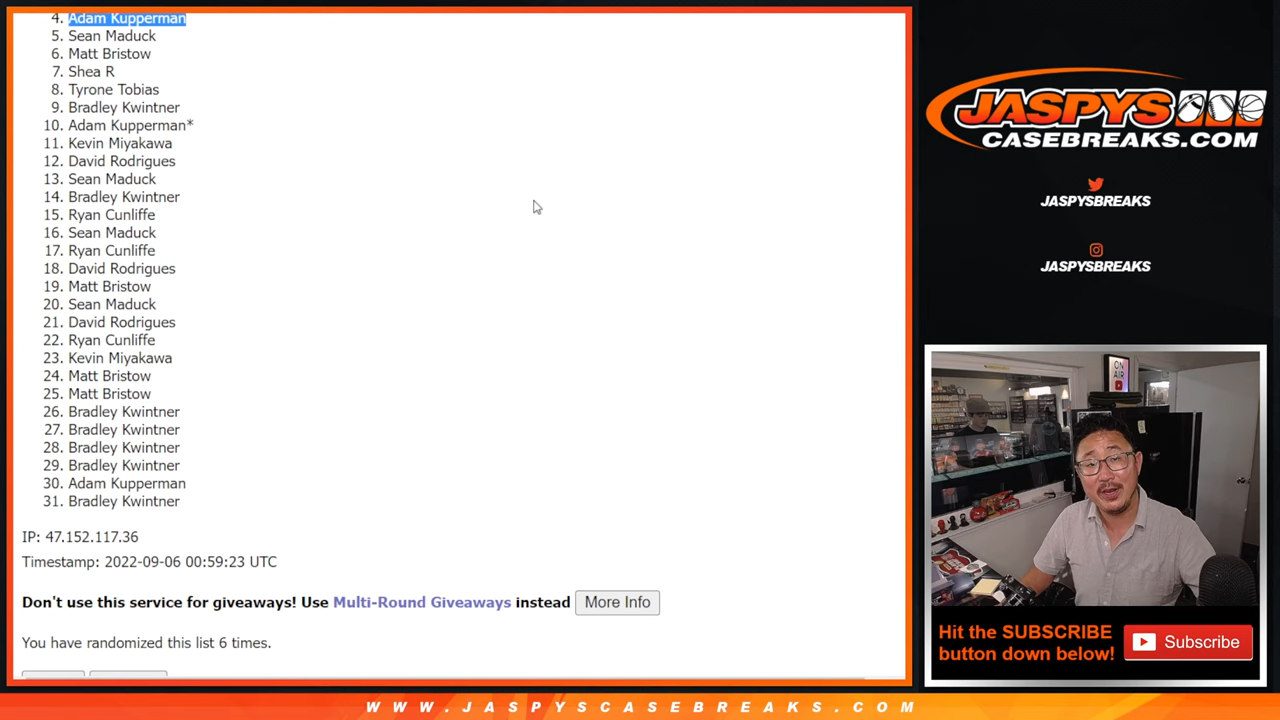 4. Adam Kupperman
5. Sean Maduck
6. Matt Bristow
7. Shea R
8. Tyrone Tobias
9. Bradley Kwintner
10. Adam Kupperman*
11. Kevin Miyakawa
12. David Rodrigues
13. Sean Maduck
14. Bradley Kwintner
15. Ryan Cunliffe
16. Sean Maduck
17. Ryan Cunliffe
18. David Rodrigues
19. Matt Bristow
20. Sean Maduck
21. David Rodrigues
22. Ryan Cunliffe
23. Kevin Miyakawa
24. Matt Bristow
25. Matt Bristow
26. Bradley Kwintner
27. Bradley Kwintner
28. Bradley Kwintner
29. Bradley Kwintner
30. Adam Kupperman
31. Bradley Kwintner
IP: 47.152.117.36
Timestamp: 2022-09-06 00:59:23 UTC
Don't use this service for giveaways! Use Multi-Round Giveaways instead More Info
You have randomized this list 6 times.
JASPYS
CASEBREAKS.COM
JASPYSBREAKS
JASPYSBREAKS
ON
AIR
Hit the SUBSCRIBE
button down below!
Subscribe
WWW.JASPYSCASEBREAKS.COM